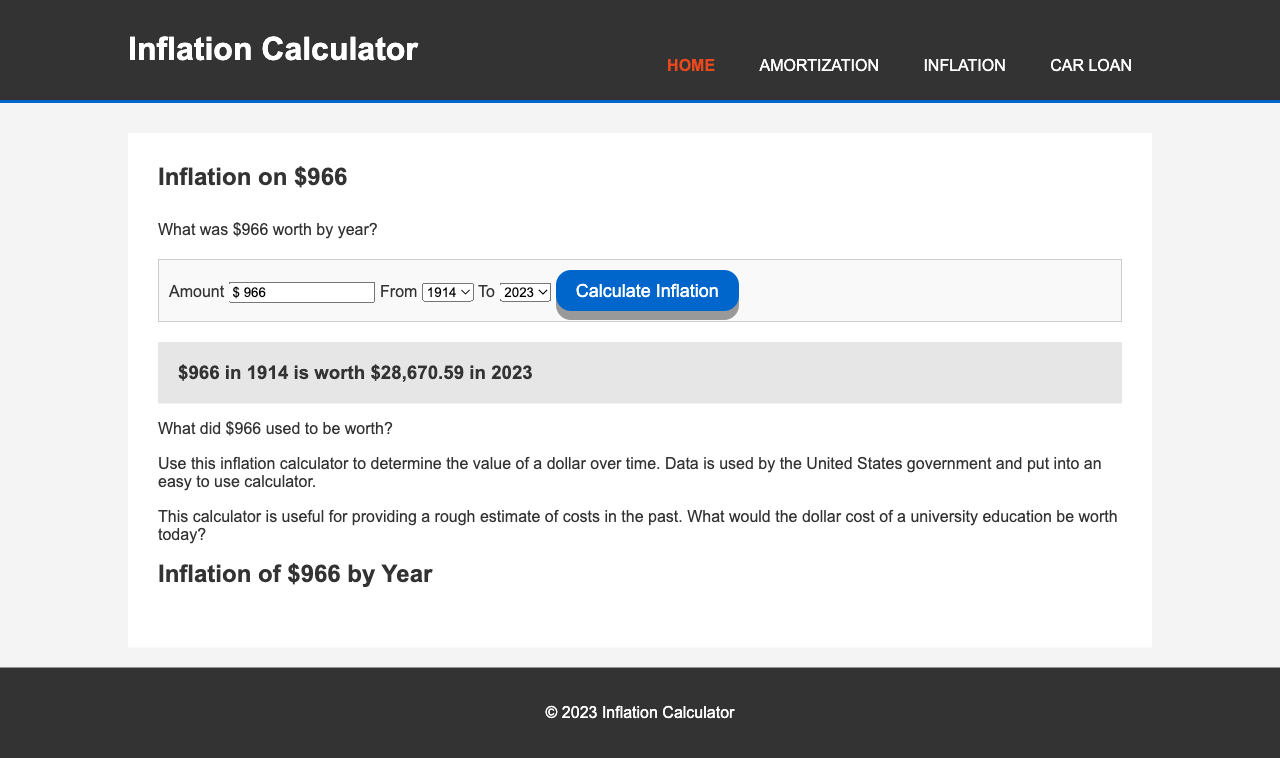 Inflation Calculator
HOME AMORTIZATION INFLATION CAR LOAN
Inflation on $966
What was $966 worth by year?
Amount $ 966 From 1914 To 2023 Calculate Inflation
$966 in 1914 is worth $28,670.59 in 2023
What did $966 used to be worth?
Use this inflation calculator to determine the value of a dollar over time. Data is used by the United States government and put into an
easy to use calculator.
This calculator is useful for providing a rough estimate of costs in the past. What would the dollar cost of a university education be worth
today?
Inflation of $966 by Year
© 2023 Inflation Calculator